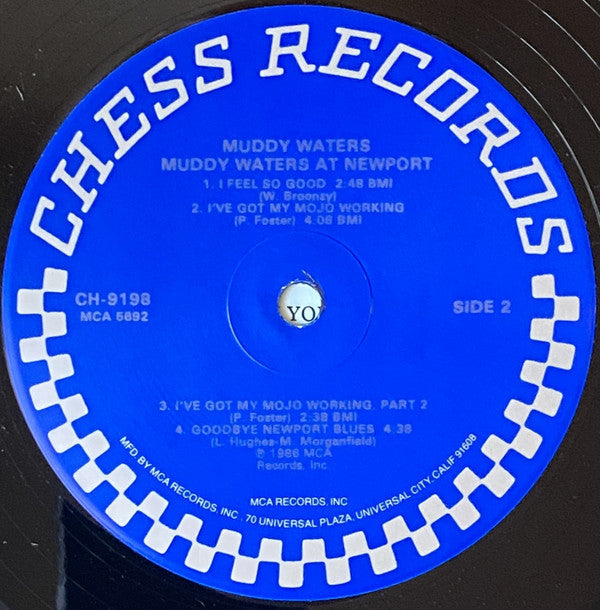 CHESS RECORDS
MUDDY WATERS
MUDDY WATERS AT NEWPORT
1. I FEEL SO GOOD 2:48 BMI
(W. Broonzy)
2. I'VE GOT MY MOJO WORKING
(P. Foster) 4:08 BMI
CH-9198
MCA 5692
SIDE 2
YO
3. I'VE GOT MY MOJO WORKING, PART 2
(P. Foster) 2:38 BMI
4. GOODBYE NEWPORT BLUES 4:38
(L. Hughes-M. Morganfield)
℗ 1986 MCA
Records, Inc.
MCA RECORDS, INC
MFD. BY MCA RECORDS, INC., 70 UNIVERSAL PLAZA, UNIVERSAL CITY, CALIF 91608